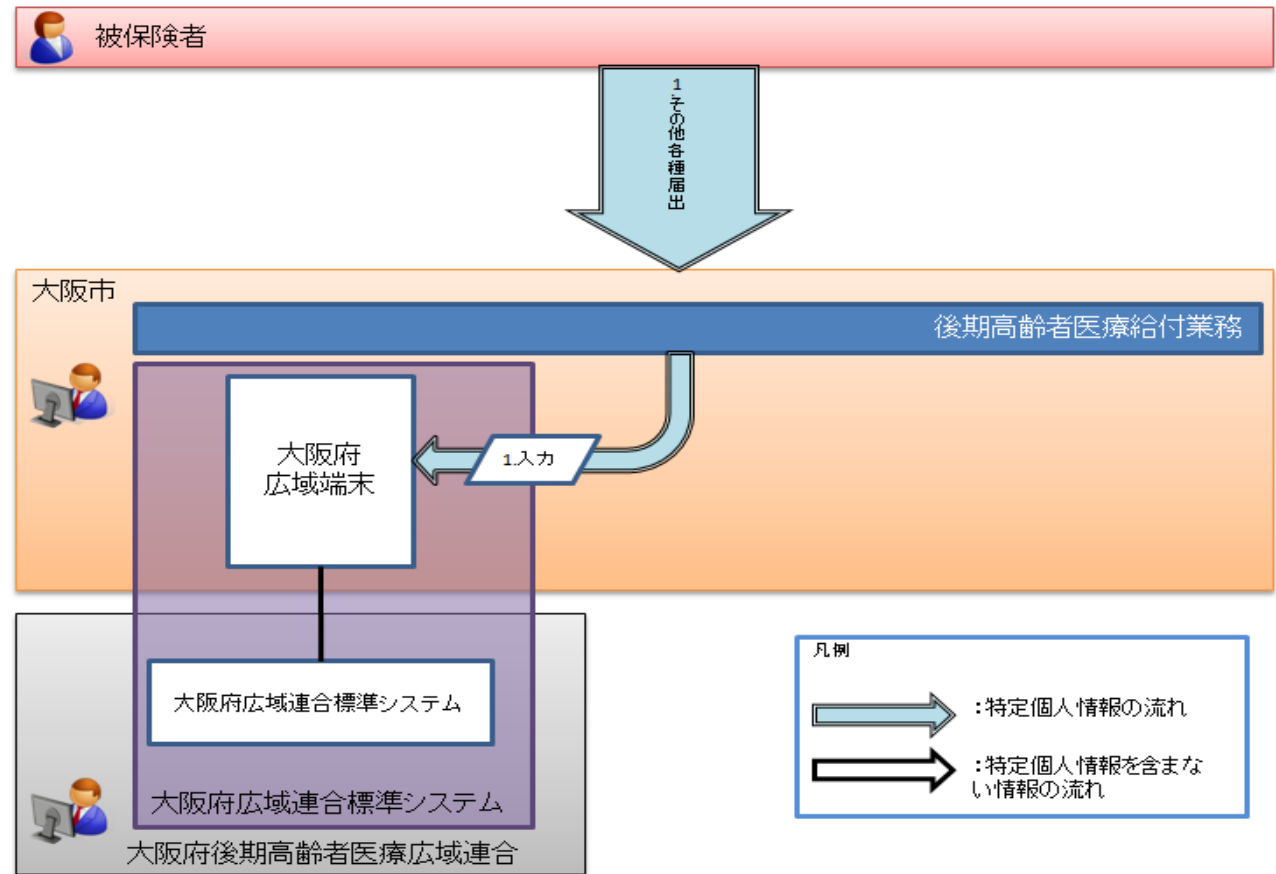 被保険者
1.その他各種届出
大阪市
後期高齢者医療給付業務
大阪府
広域端末
1.入力
大阪府広域連合標準システム
大阪府広域連合標準システム
大阪府後期高齢者医療広域連合
凡例
：特定個人情報の流れ
：特定個人情報を含まな
い情報の流れ